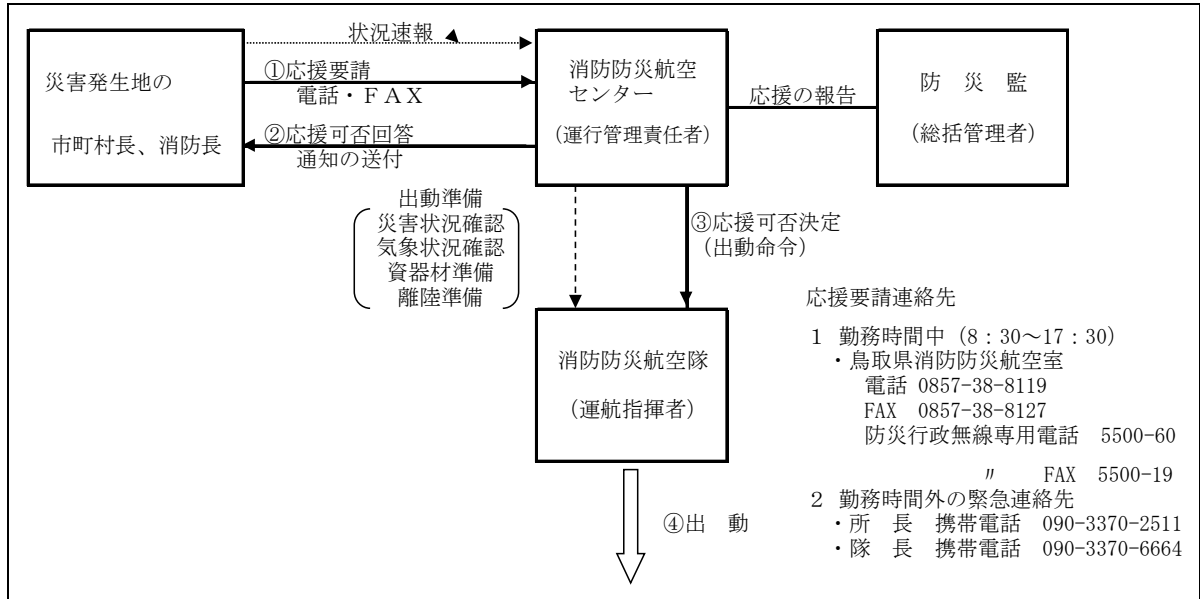 状況速報
災害発生地の
市町村長、消防長
①応援要請
電話・FAX
②応援可否回答
通知の送付
消防防災航空
センター
(運行管理責任者)
応援の報告
防 災 監
(総括管理者)
出動準備
災害状況確認
気象状況確認
資器材準備
離陸準備
③応援可否決定
(出動命令)
消防防災航空隊
(運航指揮者)
④出 動
応援要請連絡先
1 勤務時間中（8：30～17：30）
・鳥取県消防防災航空室
電話 0857-38-8119
FAX 0857-38-8127
防災行政無線専用電話 5500-60
〃 FAX 5500-19
2 勤務時間外の緊急連絡先
・所 長 携帯電話 090-3370-2511
・隊 長 携帯電話 090-3370-6664